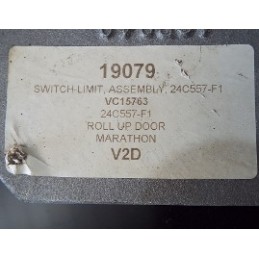 19079
SWITCH LIMIT, ASSEMBLY, 24C557-F1
VC15763
24C557-F1
ROLL UP DOOR
MARATHON
V2D